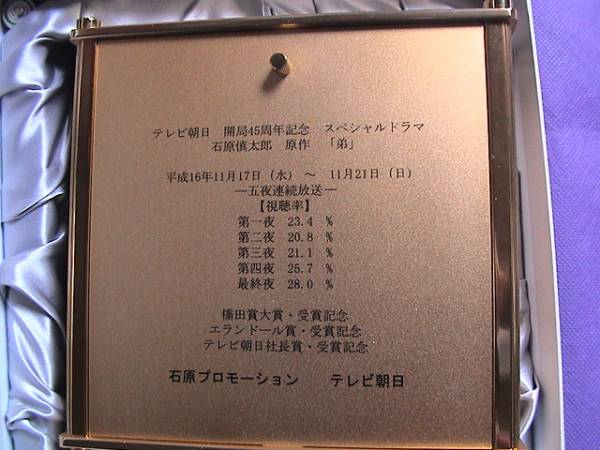 テレビ朝日 開局45周年記念 スペシャルドラマ
石原慎太郎 原作 「弟」
平成16年11月17日（水） ～ 11月21日（日）
―五夜連続放送―
【視聴率】
第一夜 23.4 %
第二夜 20.8 %
第三夜 21.1 %
第四夜 25.7 %
最終夜 28.0 %
橋田賞大賞・受賞記念
エランドール賞・受賞記念
テレビ朝日社長賞・受賞記念
石原プロモーション テレビ朝日